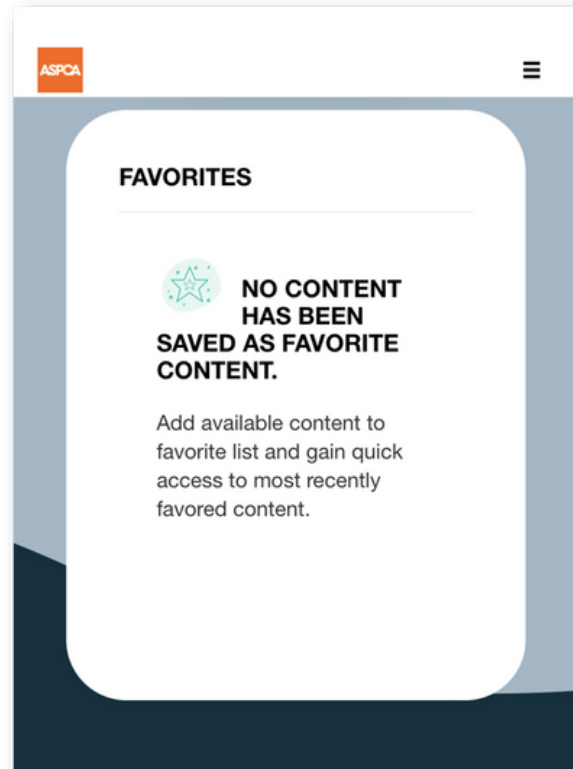 ASPCA
FAVORITES
NO CONTENT
HAS BEEN
SAVED AS FAVORITE
CONTENT.
Add available content to
favorite list and gain quick
access to most recently
favored content.